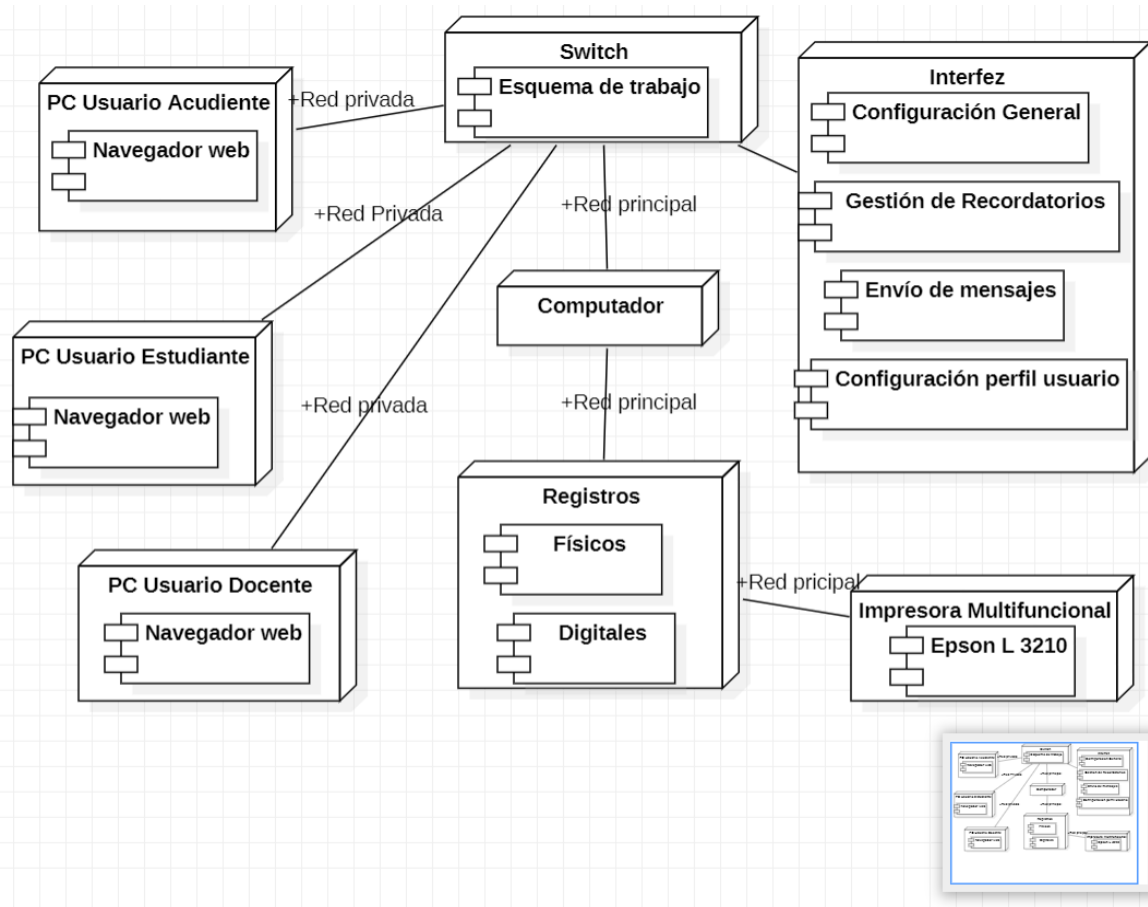 Switch
Esquema de trabajo
Interfez
Configuración General
Gestión de Recordatorios
Envío de mensajes
Configuración perfil usuario
PC Usuario Acudiente
Navegador web
+Red privada
+Red Privada
+Red principal
Computador
PC Usuario Estudiante
Navegador web
+Red privada
+Red principal
Registros
Físicos
Digitales
PC Usuario Docente
Navegador web
+Red pricipal
Impresora Multifuncional
Epson L 3210